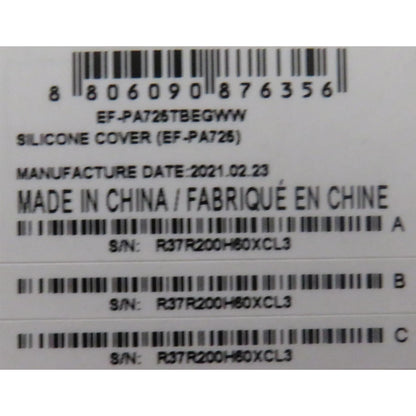 8 806090 876356
EF-PA725TBEGWW
SILICONE COVER (EF-PA725)
MANUFACTURE DATE:2021.02.23
MADE IN CHINA / FABRIQUÉ EN CHINE
A
S/N: R37R200H60XCL3
B
S/N: R37R200H60XCL3
C
S/N: R37R200H60XCL3